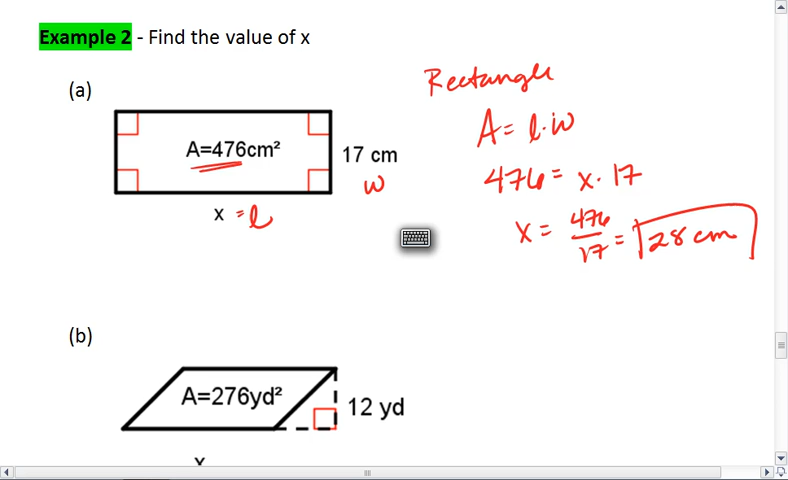 Example 2 - Find the value of x
(a)
A=476cm²
17 cm
w
x = l
Rectangle
A = l · w
476 = x · 17
x = 476/17 = 28 cm
(b)
A=276yd²
12 yd
x